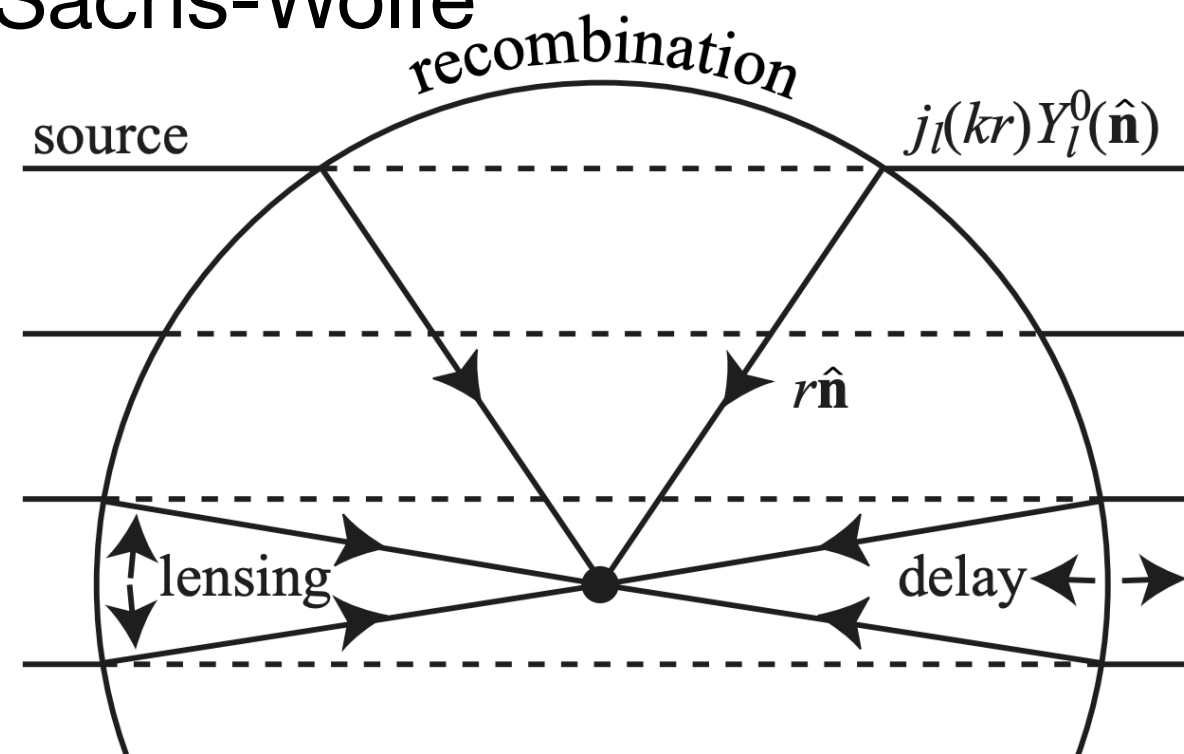 Sachs-Wolfe
recombination
source
j_l(kr)Y_l^0(n̂)
rn̂
lensing
delay